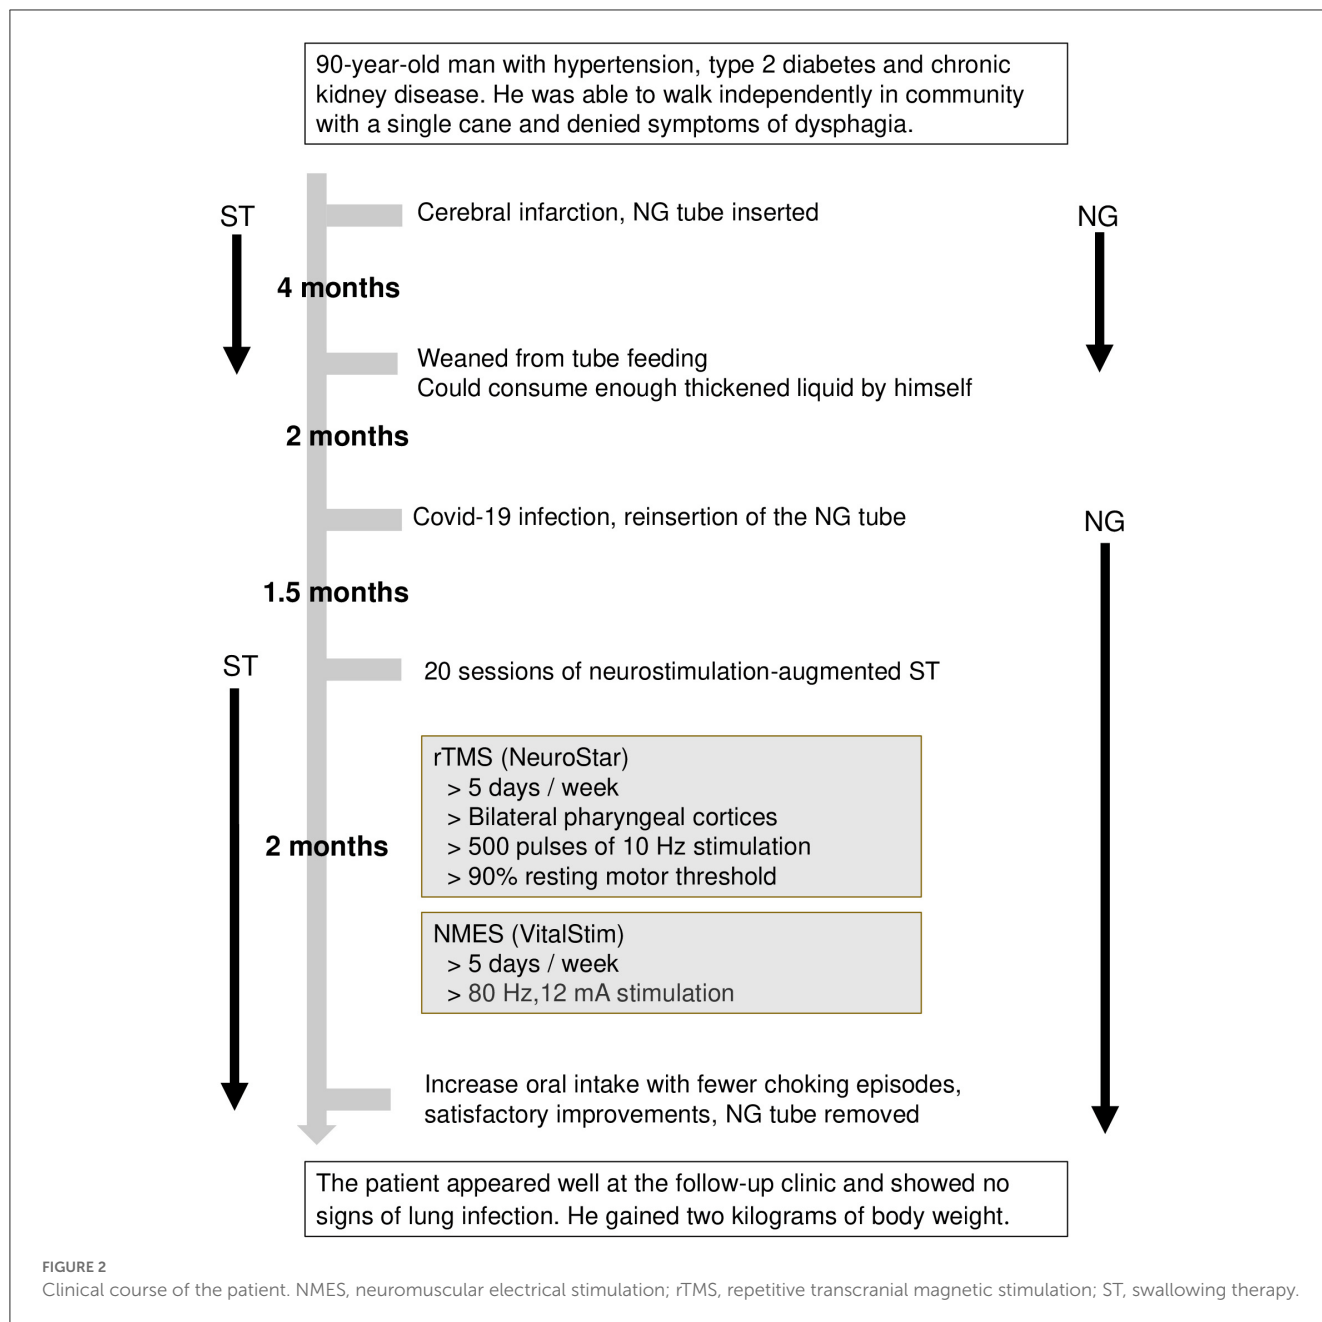 90-year-old man with hypertension, type 2 diabetes and chronic
kidney disease. He was able to walk independently in community
with a single cane and denied symptoms of dysphagia.
ST
Cerebral infarction, NG tube inserted
NG
4 months
Weaned from tube feeding
Could consume enough thickened liquid by himself
2 months
Covid-19 infection, reinsertion of the NG tube
NG
1.5 months
ST
20 sessions of neurostimulation-augmented ST
rTMS (NeuroStar)
> 5 days / week
> Bilateral pharyngeal cortices
> 500 pulses of 10 Hz stimulation
> 90% resting motor threshold
2 months
NMES (VitalStim)
> 5 days / week
> 80 Hz,12 mA stimulation
Increase oral intake with fewer choking episodes,
satisfactory improvements, NG tube removed
The patient appeared well at the follow-up clinic and showed no
signs of lung infection. He gained two kilograms of body weight.
FIGURE 2
Clinical course of the patient. NMES, neuromuscular electrical stimulation; rTMS, repetitive transcranial magnetic stimulation; ST, swallowing therapy.